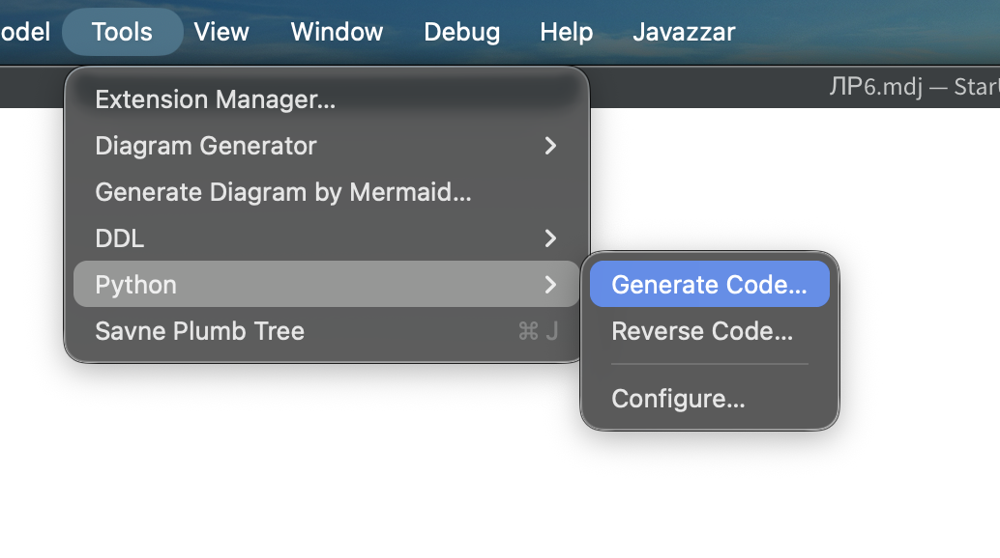 odel Tools View Window Debug Help Javazzar
ЛР6.mdj — Star
Extension Manager...
Diagram Generator
Generate Diagram by Mermaid...
DDL
Python
Generate Code...
Savne Plumb Tree ⌘ J
Reverse Code...
Configure...